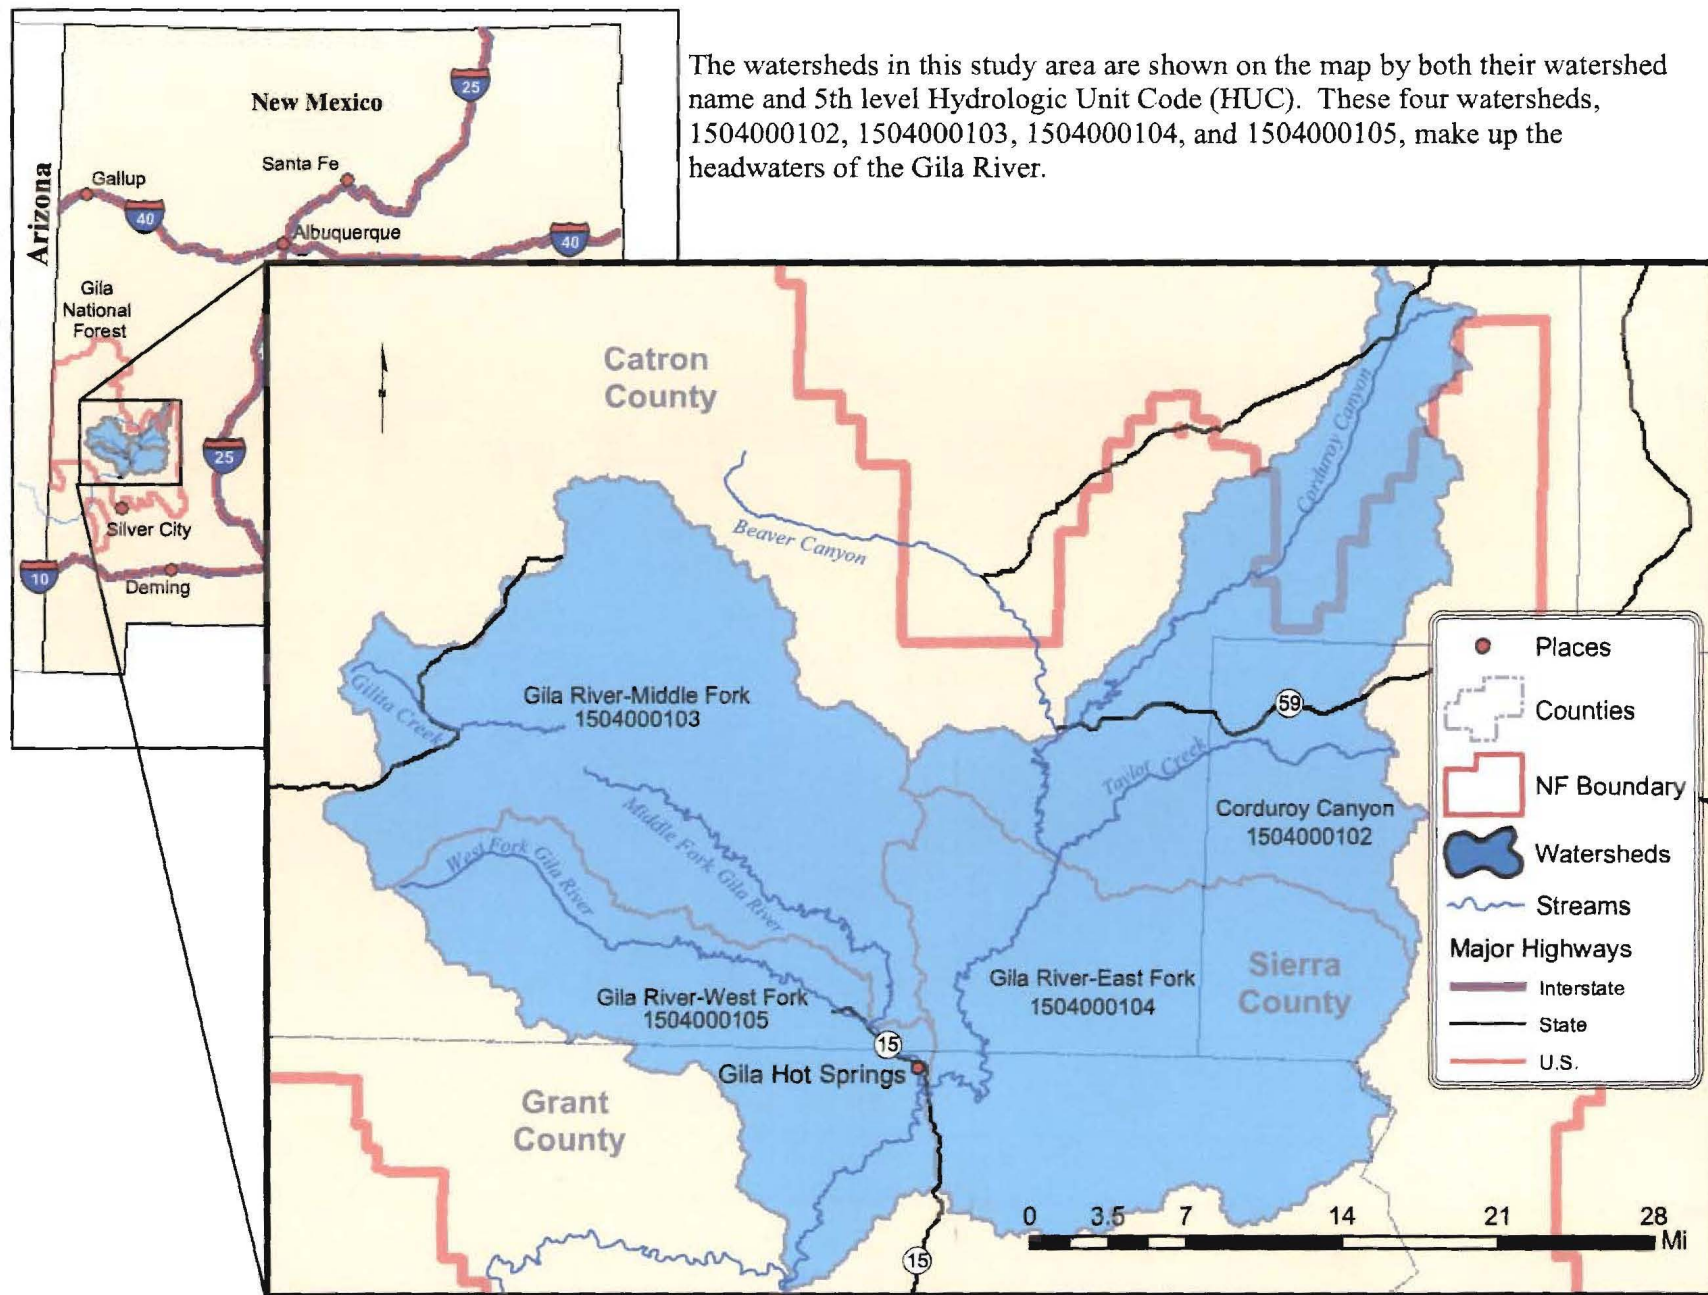 The watersheds in this study area are shown on the map by both their watershed
name and 5th level Hydrologic Unit Code (HUC). These four watersheds,
1504000102, 1504000103, 1504000104, and 1504000105, make up the
headwaters of the Gila River.
New Mexico
25
Arizona
Gallup
Santa Fe
40
Albuquerque
40
Gila
National
Forest
25
Silver City
10
Deming
Catron
County
Corduroy Canyon
Beaver Canyon
Gilita Creek
Gila River-Middle Fork
1504000103
59
Taylor Creek
Corduroy Canyon
1504000102
Middle Fork Gila River
West Fork Gila River
Gila River-West Fork
1504000105
Gila River-East Fork
1504000104
Sierra
County
15
Gila Hot Springs
Grant
County
15
Places
Counties
NF Boundary
Watersheds
Streams
Major Highways
Interstate
State
U.S.
0 3.5 7 14 21 28
Mi